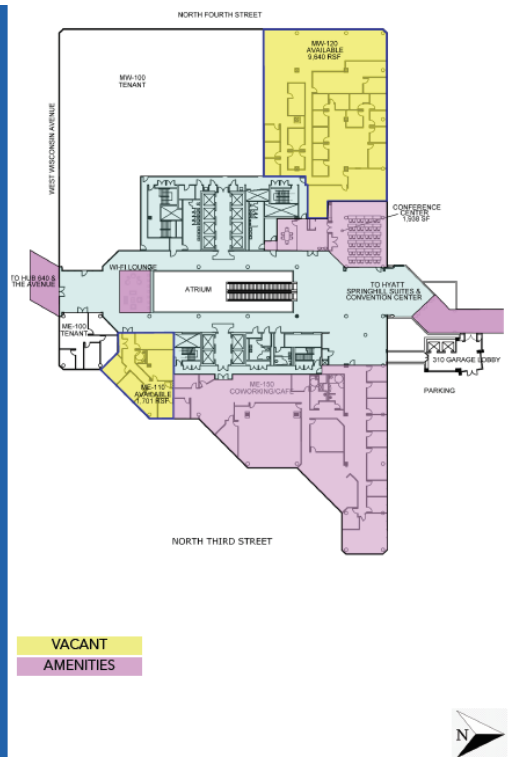 NORTH FOURTH STREET
MW-120
AVAILABLE
9,640 RSF
MW-100
TENANT
WEST WISCONSIN AVENUE
CONFERENCE
CENTER
1,930 SF
WI-FI LOUNGE
TO HUB 640 &
THE AVENUE
ATRIUM
TO HYATT
SPRINGHILL SUITES &
CONVENTION CENTER
ME-100
TENANT
310 GARAGE LOBBY
ME-110
AVAILABLE
1,701 RSF
ME-150
COWORKING/CAFE
PARKING
NORTH THIRD STREET
VACANT
AMENITIES
N